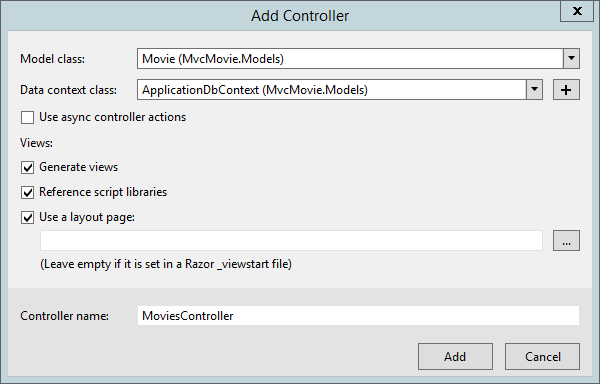 Add Controller
Model class: Movie (MvcMovie.Models)
Data context class: ApplicationDbContext (MvcMovie.Models)
Use async controller actions
Views:
Generate views
Reference script libraries
Use a layout page:
...
(Leave empty if it is set in a Razor _viewstart file)
Controller name: MoviesController
Add Cancel